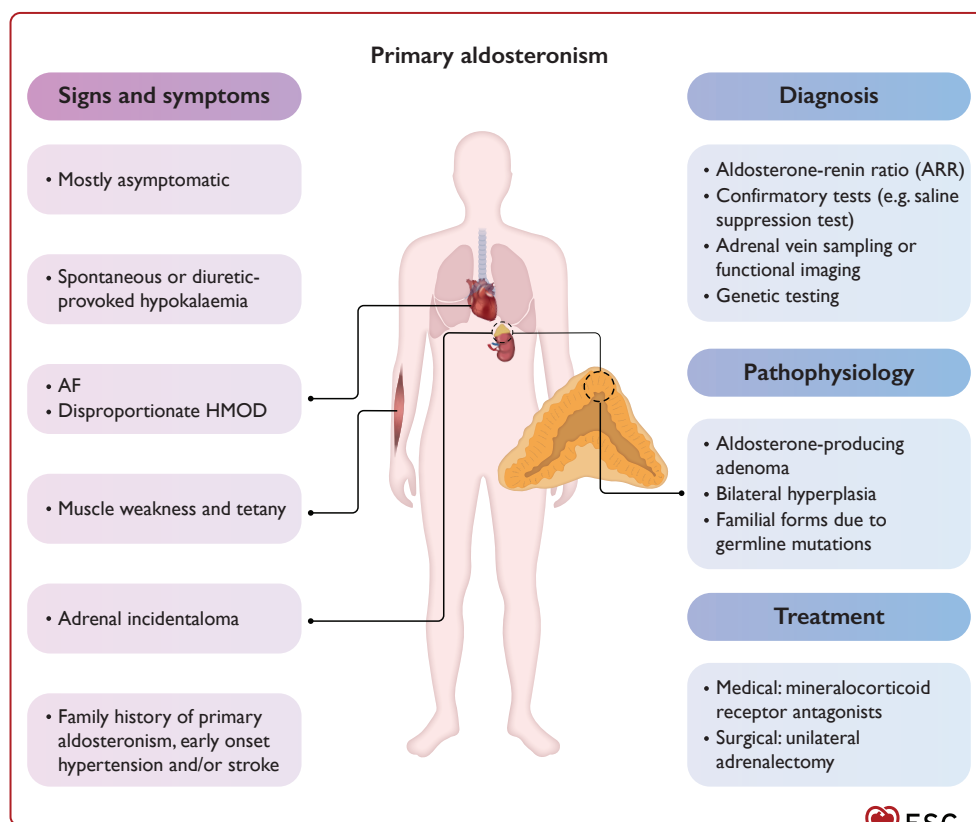 Primary aldosteronism
Signs and symptoms
• Mostly asymptomatic
• Spontaneous or diuretic-
provoked hypokalaemia
• AF
• Disproportionate HMOD
• Muscle weakness and tetany
• Adrenal incidentaloma
• Family history of primary
aldosteronism, early onset
hypertension and/or stroke
Diagnosis
• Aldosterone-renin ratio (ARR)
• Confirmatory tests (e.g. saline
suppression test)
• Adrenal vein sampling or
functional imaging
• Genetic testing
Pathophysiology
• Aldosterone-producing
adenoma
• Bilateral hyperplasia
• Familial forms due to
germline mutations
Treatment
• Medical: mineralocorticoid
receptor antagonists
• Surgical: unilateral
adrenalectomy
ESC